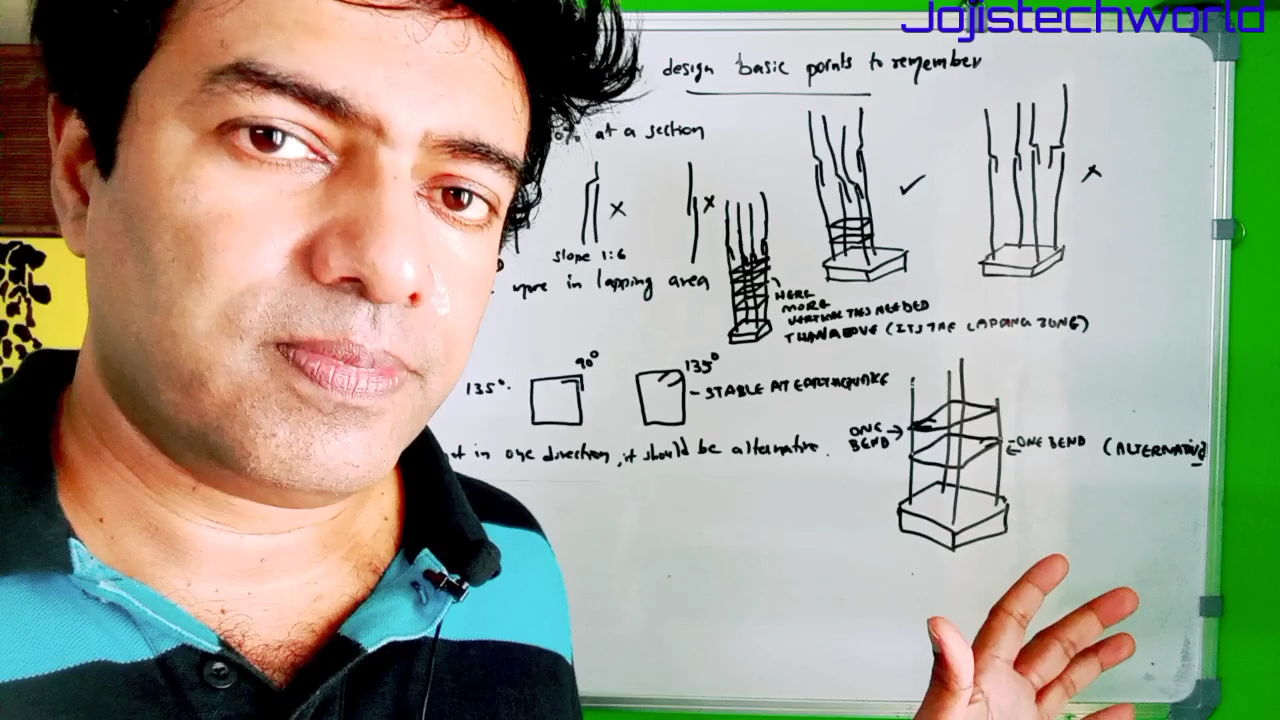 Jojistechworld
design basic points to remember
at a section
slope 1:6
more in lapping area
HERE
MORE
VERTICAL TIES NEEDED
THAN ABOVE (ITS THE LAPPING ZONE)
135° 90° 135°
- STABLE AT EARTHQUAKE
in one direction, it should be alternative.
ONE
BEND
ONE BEND (ALTERNATIVE)